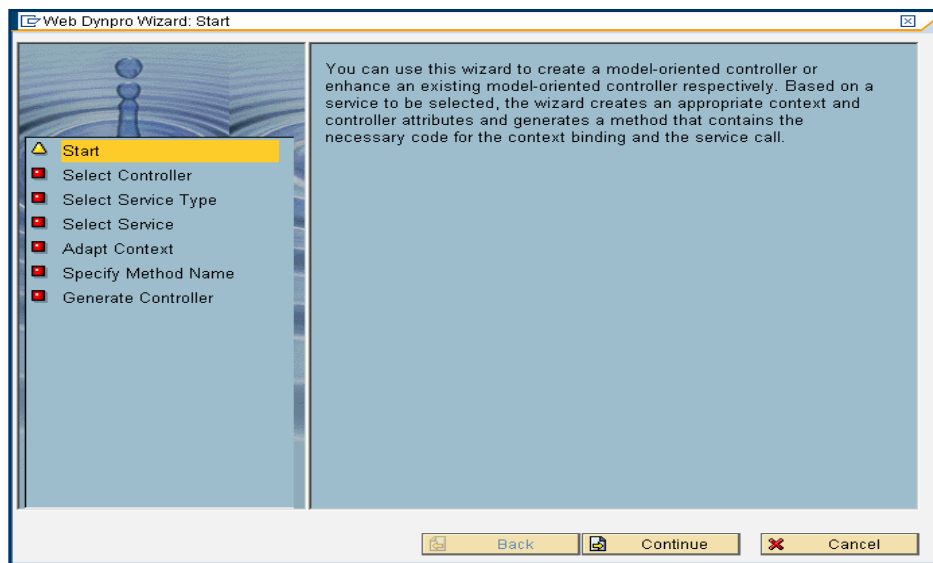 Web Dynpro Wizard: Start
Start
Select Controller
Select Service Type
Select Service
Adapt Context
Specify Method Name
Generate Controller
You can use this wizard to create a model-oriented controller or
enhance an existing model-oriented controller respectively. Based on a
service to be selected, the wizard creates an appropriate context and
controller attributes and generates a method that contains the
necessary code for the context binding and the service call.
Back
Continue
Cancel